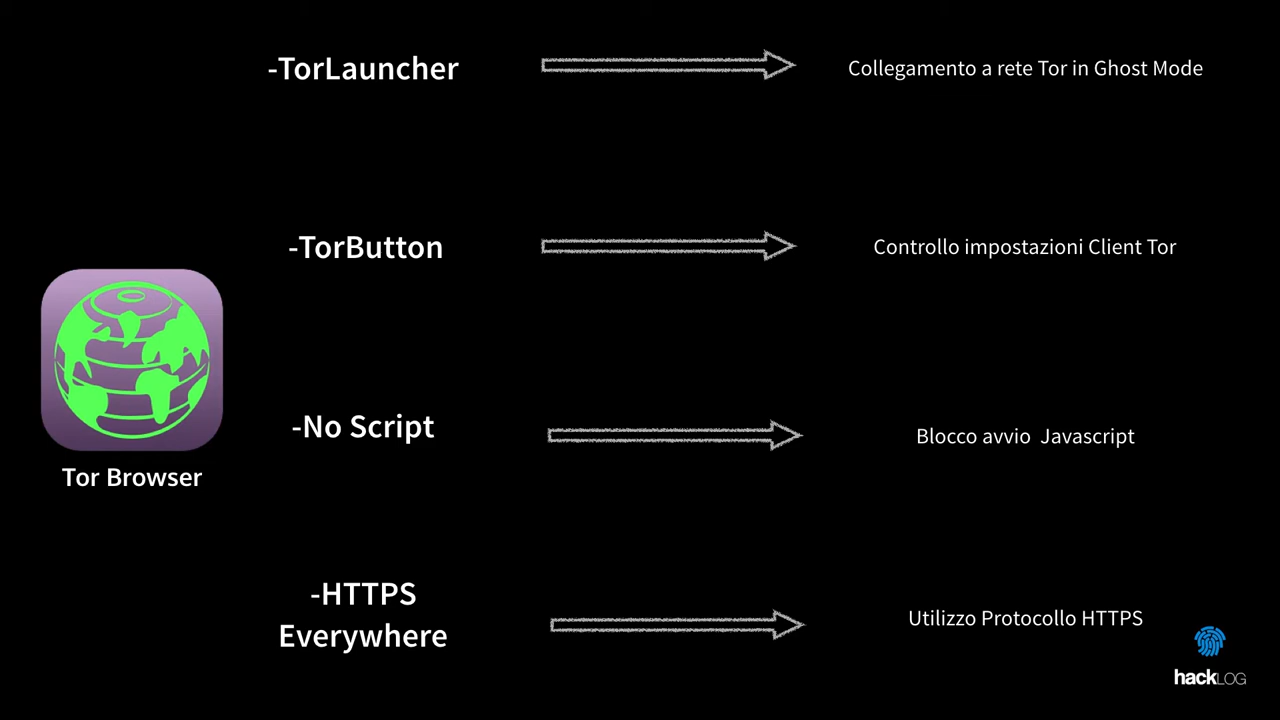 -TorLauncher
Collegamento a rete Tor in Ghost Mode
-TorButton
Controllo impostazioni Client Tor
-No Script
Blocco avvio  Javascript
Tor Browser
-HTTPS
Everywhere
Utilizzo Protocollo HTTPS
hackLOG